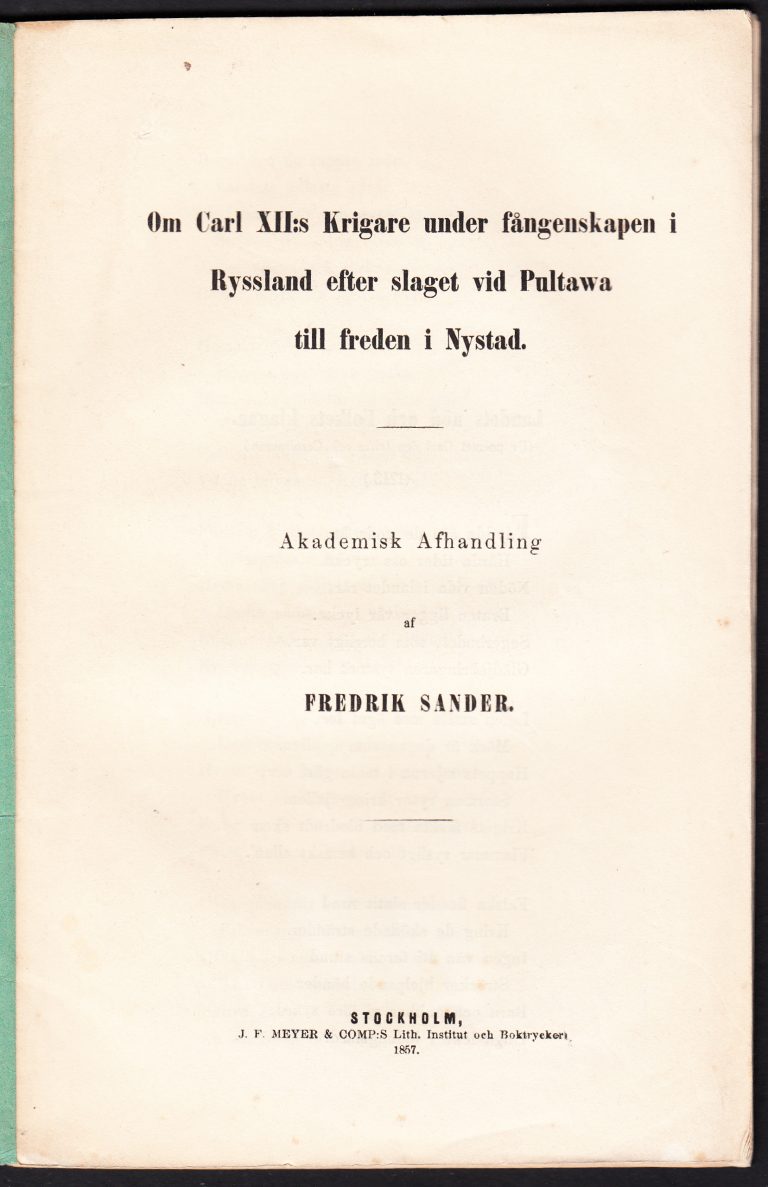 Om Carl XII:s Krigare under fångenskapen i
Ryssland efter slaget vid Pultawa
till freden i Nystad.
Akademisk Afhandling
af
FREDRIK SANDER.
STOCKHOLM,
J. F. MEYER & COMP:S Lith. Institut och Boktryckeri,
1857.